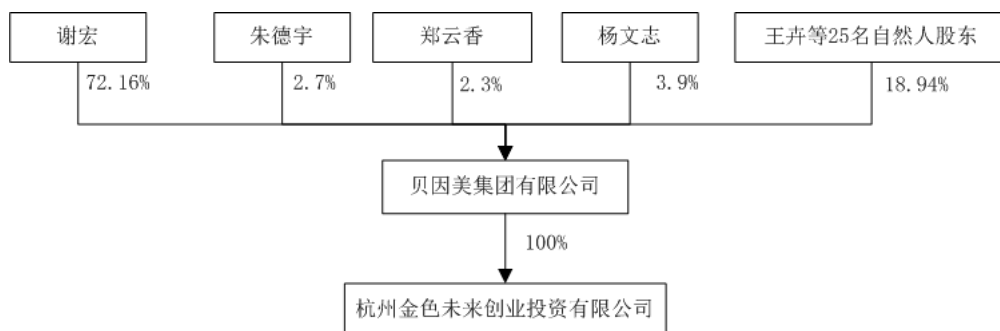 谢宏
朱德宇
郑云香
杨文志
王卉等25名自然人股东
72.16%
2.7%
2.3%
3.9%
18.94%
贝因美集团有限公司
100%
杭州金色未来创业投资有限公司